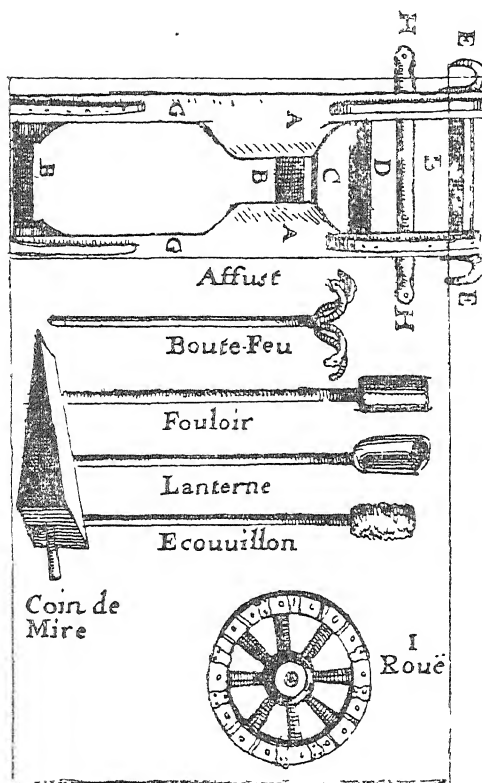 H
E
G
A
B
B
C
D
E
G
A
E
H
Affust
Boute-Feu
Fouloir
Lanterne
Ecouuillon
Coin de
Mire
I
Rouë